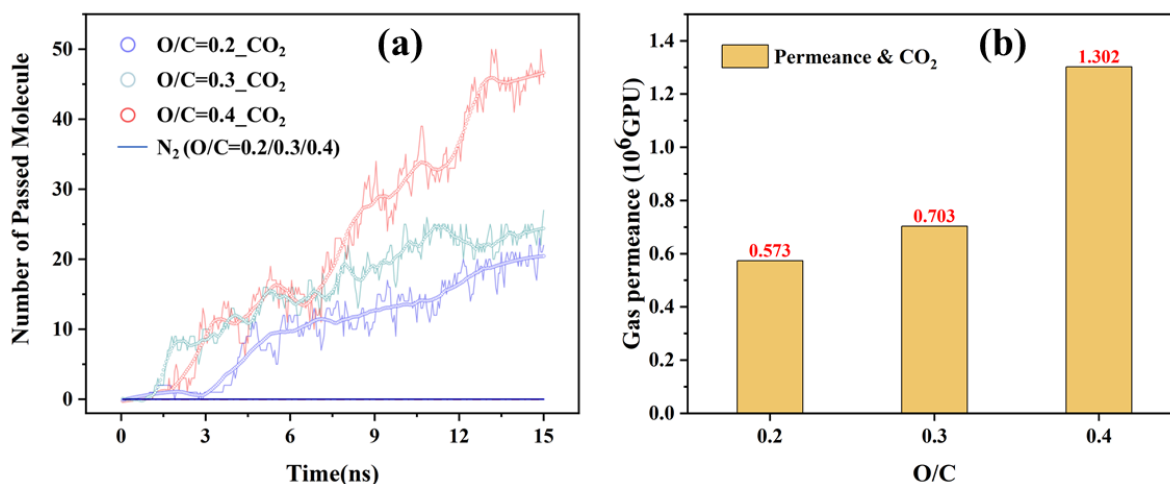 (a)
O/C=0.2_CO₂
O/C=0.3_CO₂
O/C=0.4_CO₂
N₂ (O/C=0.2/0.3/0.4)
Number of Passed Molecule
50
40
30
20
10
0
0 3 6 9 12 15
Time(ns)
(b)
Permeance & CO₂
Gas permeance (10⁶GPU)
1.4
1.2
1.0
0.8
0.6
0.4
0.2
0.0
0.573
0.703
1.302
0.2 0.3 0.4
O/C